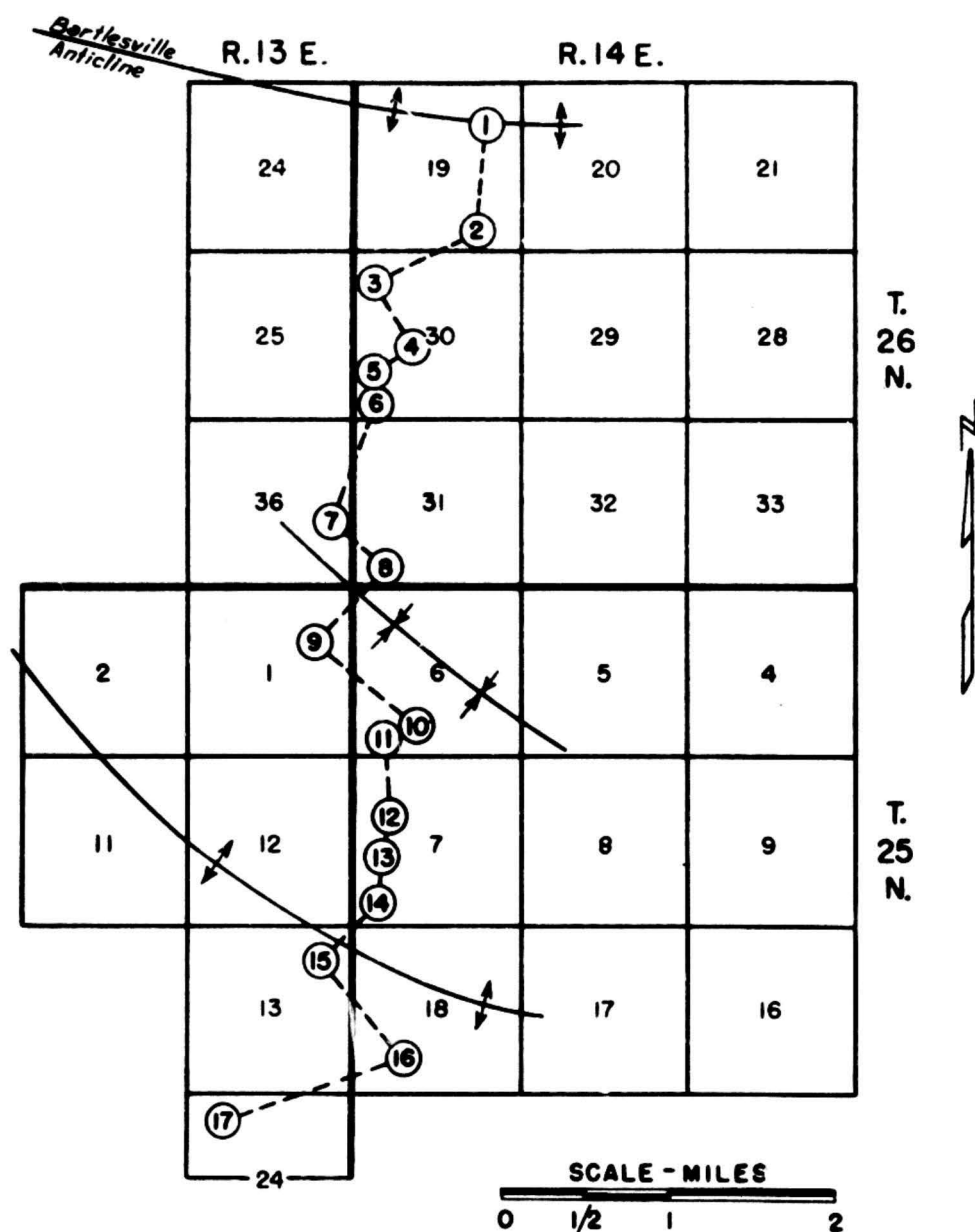 Bartlesville
Anticline
R.13 E. R.14 E.
1
24 19 20 21
2
3
T.
26
N.
25 4 30 29 28
5
6
N
36 31 32 33
7
8
9
2 1 6 5 4
10
11
T.
25
N.
12
11 12 13 7 8 9
14
15
13 18 17 16
16
17
24
SCALE-MILES
0 1/2 1 2